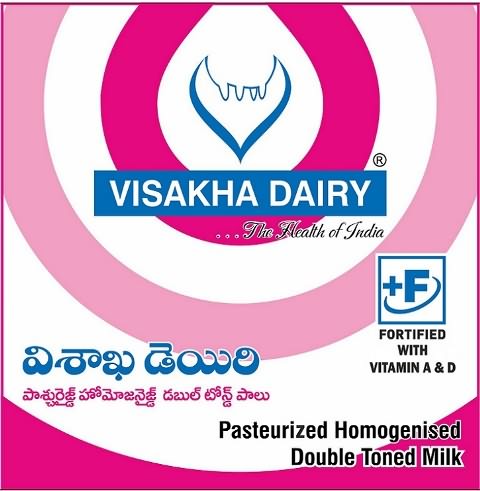 VISAKHA DAIRY ®
...The Health of India
+F
FORTIFIED
WITH
VITAMIN A & D
విశాఖ డెయిరి
పాశ్చురైజ్డ్ హోమోజనైజ్డ్ డబుల్ టోన్డ్ పాలు
Pasteurized Homogenised
Double Toned Milk